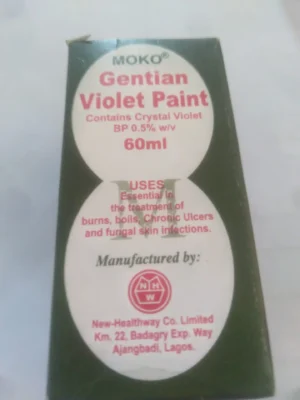 MOKO®
Gentian
Violet Paint
Contains Crystal Violet
BP 0.5% w/v
60ml
M
USES
Essential in
the treatment of
burns, boils, Chronic Ulcers
and fungal skin infections.
Manufactured by:
N H
W
New-Healthway Co. Limited
Km. 22, Badagry Exp. Way
Ajangbadi, Lagos.